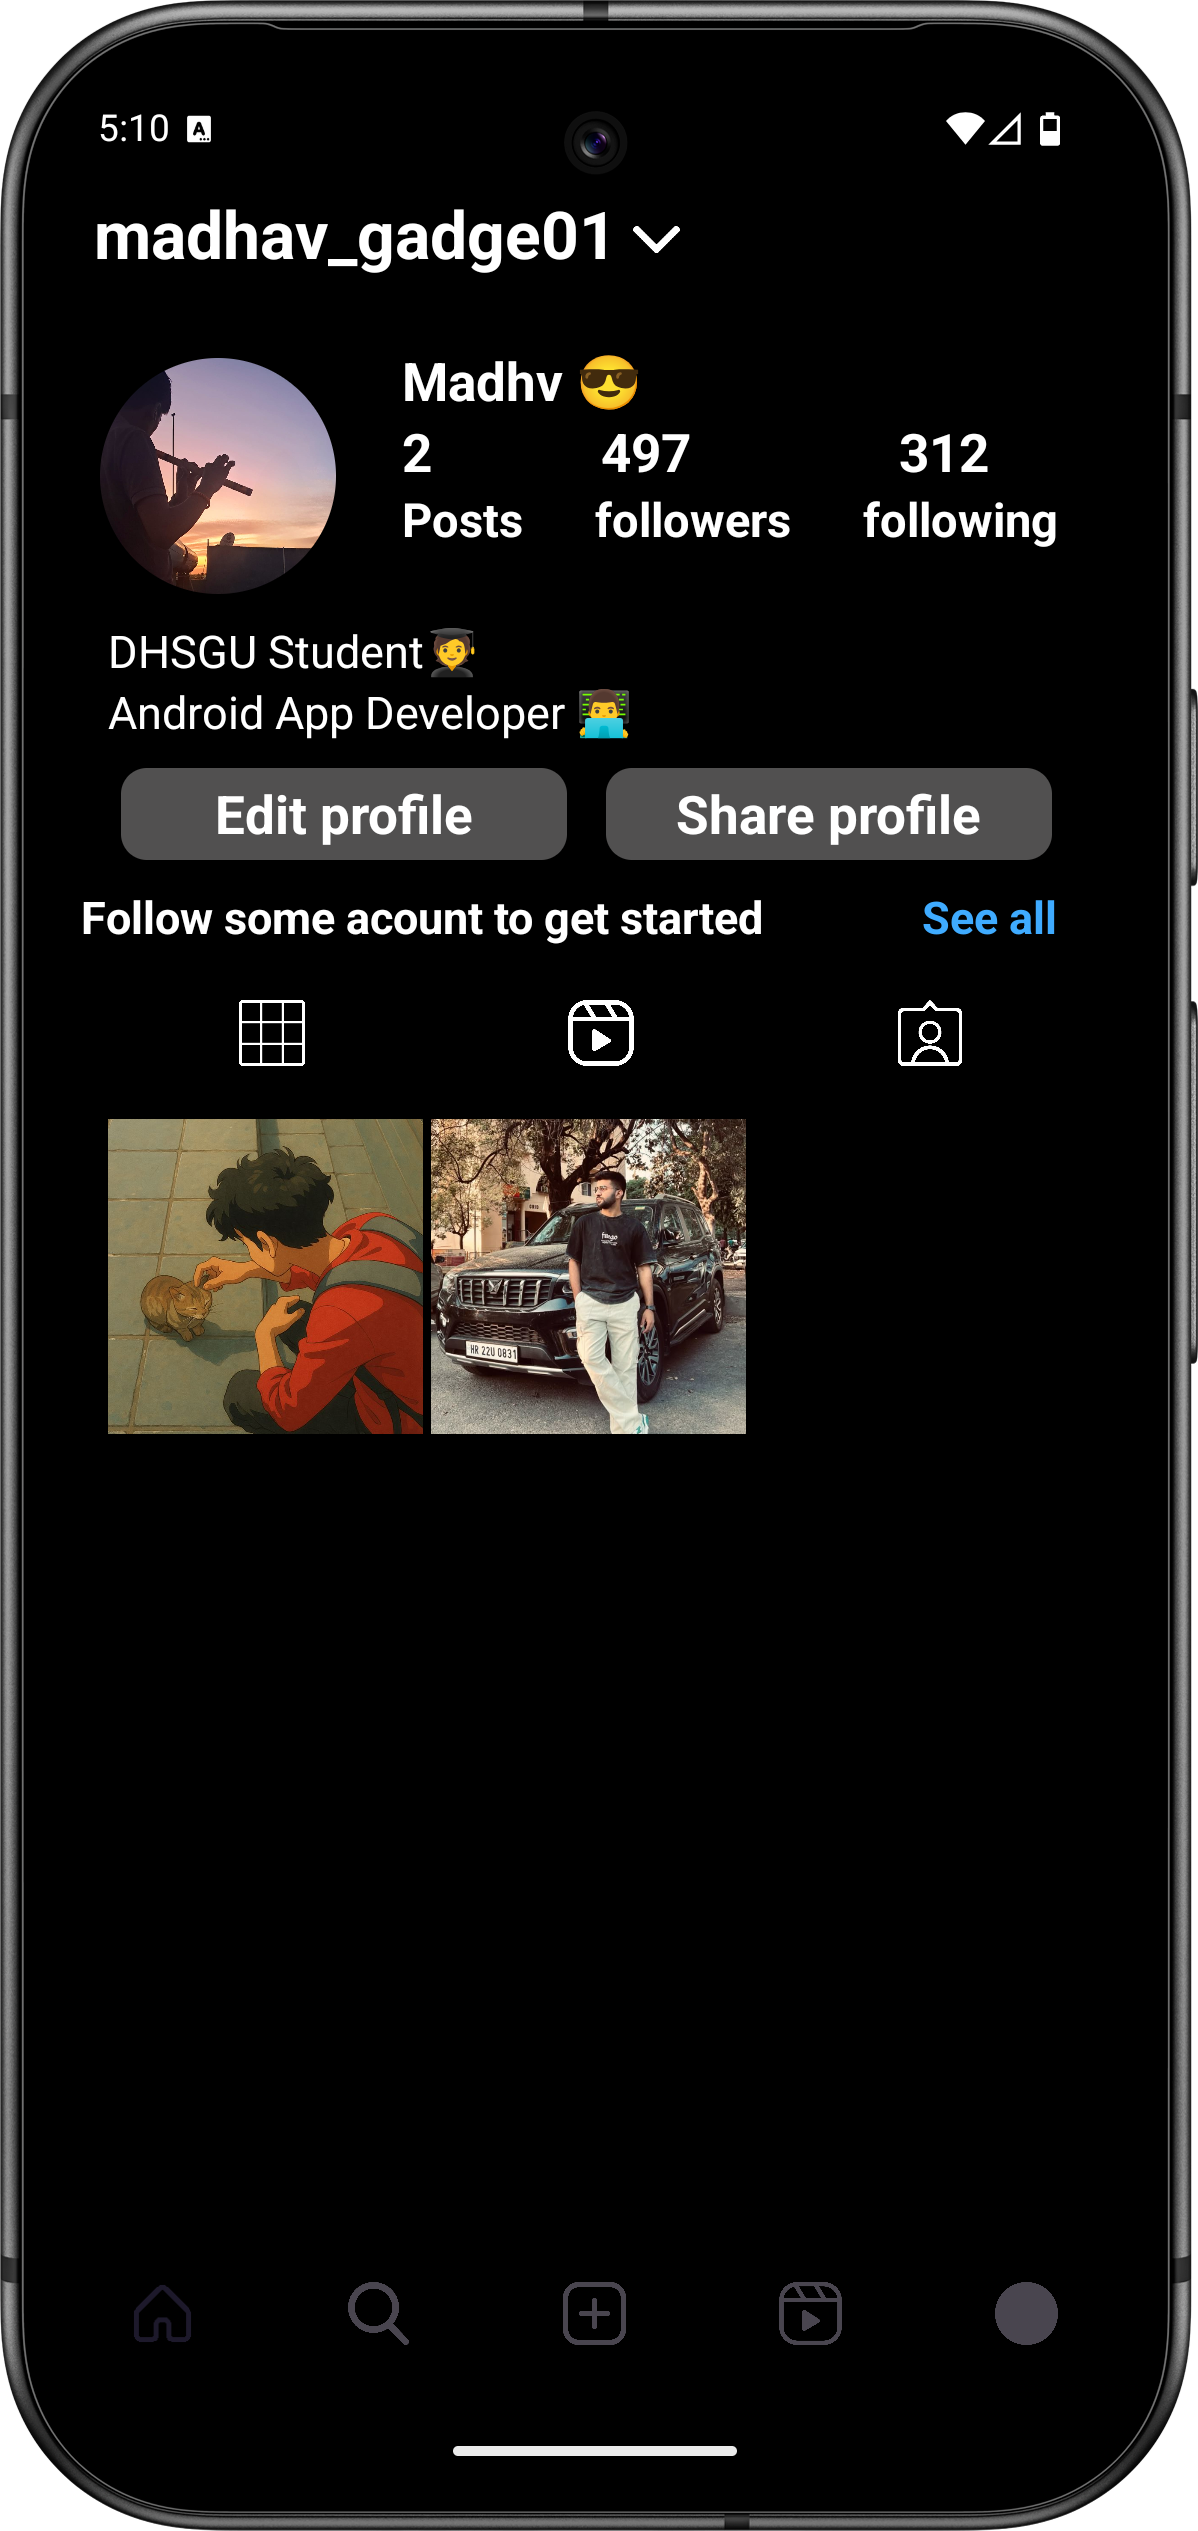 5:10 A
madhav_gadge01
Madhv 😎
2 497 312
Posts followers following
DHSGU Student🧑‍🎓
Android App Developer 👨‍💻
Edit profile Share profile
Follow some acount to get started See all
HR 22U 0831